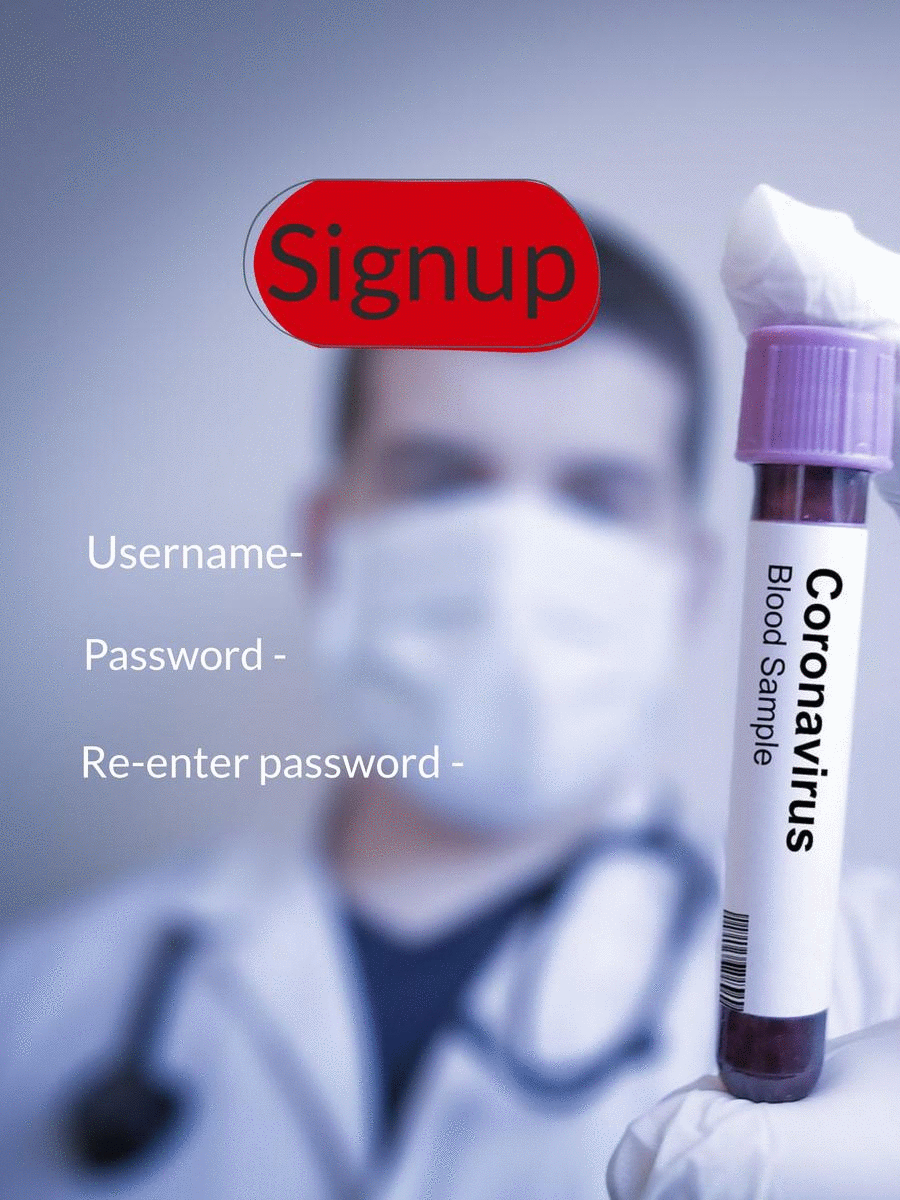 Signup
Username-
Password -
Re-enter password -
Coronavirus
Blood Sample